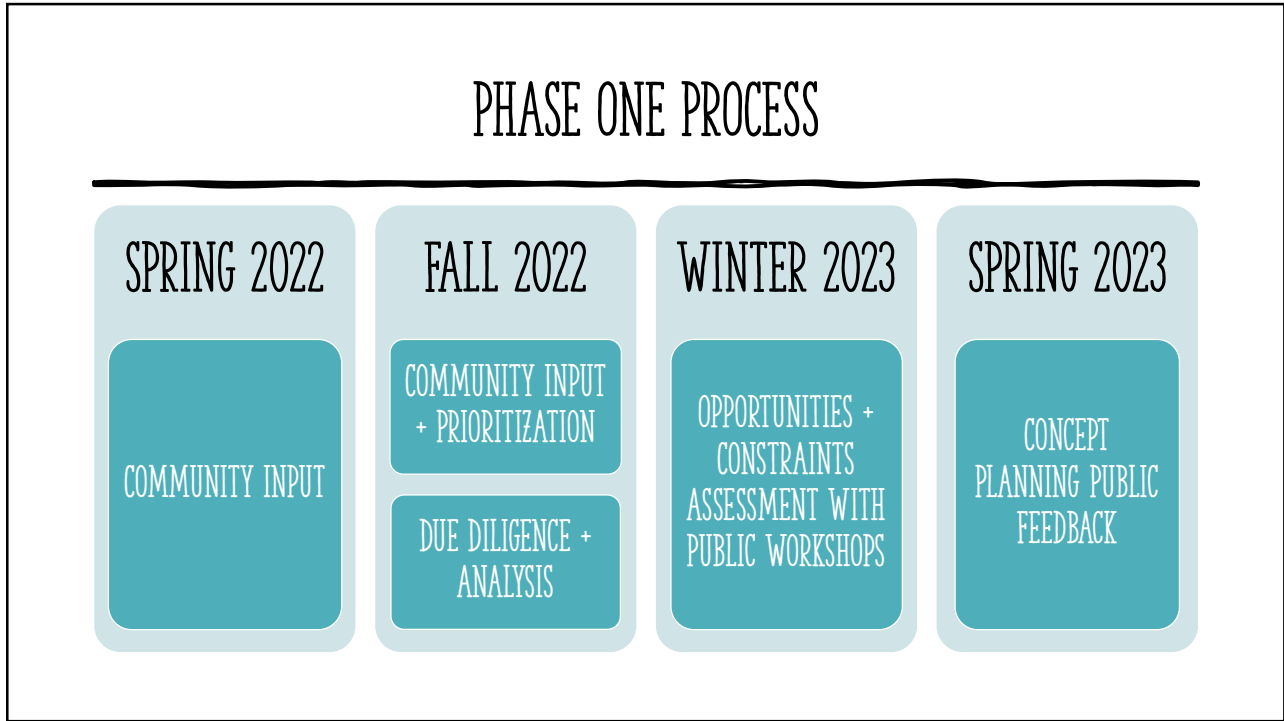 PHASE ONE PROCESS
SPRING 2022
COMMUNITY INPUT
FALL 2022
COMMUNITY INPUT
+ PRIORITIZATION
DUE DILIGENCE +
ANALYSIS
WINTER 2023
OPPORTUNITIES +
CONSTRAINTS
ASSESSMENT WITH
PUBLIC WORKSHOPS
SPRING 2023
CONCEPT
PLANNING PUBLIC
FEEDBACK